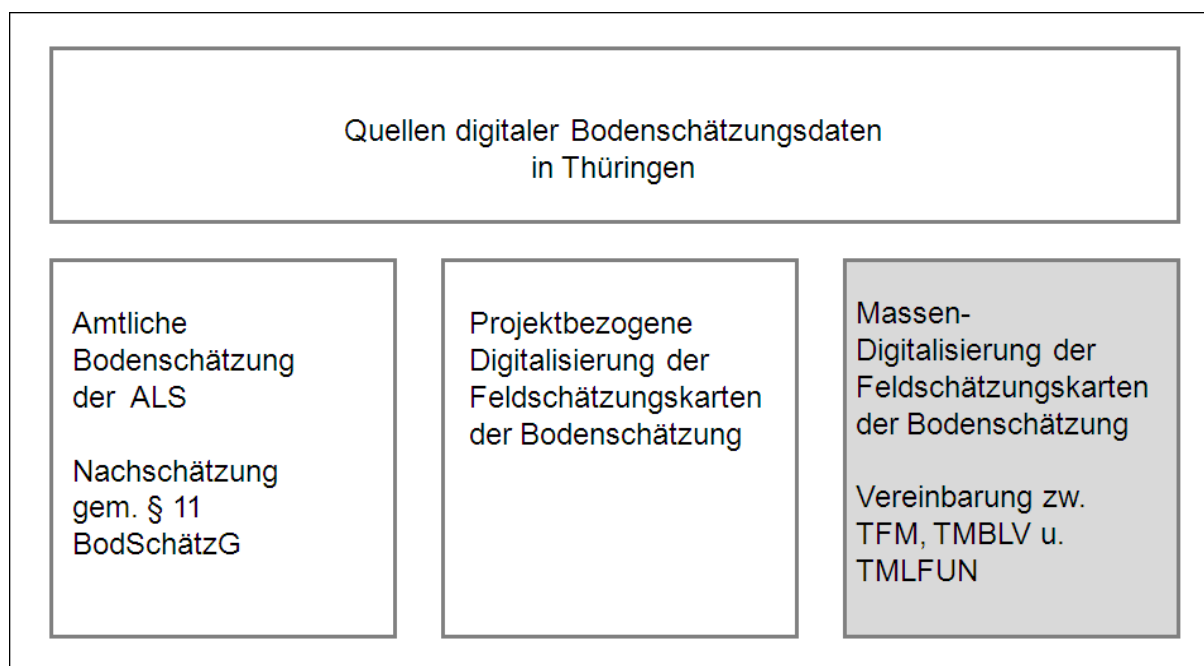 Quellen digitaler Bodenschätzungsdaten
in Thüringen
Amtliche
Bodenschätzung
der ALS
Nachschätzung
gem. § 11
BodSchätzG
Projektbezogene
Digitalisierung der
Feldschätzungskarten
der Bodenschätzung
Massen-
Digitalisierung der
Feldschätzungskarten
der Bodenschätzung
Vereinbarung zw.
TFM, TMBLV u.
TMLFUN